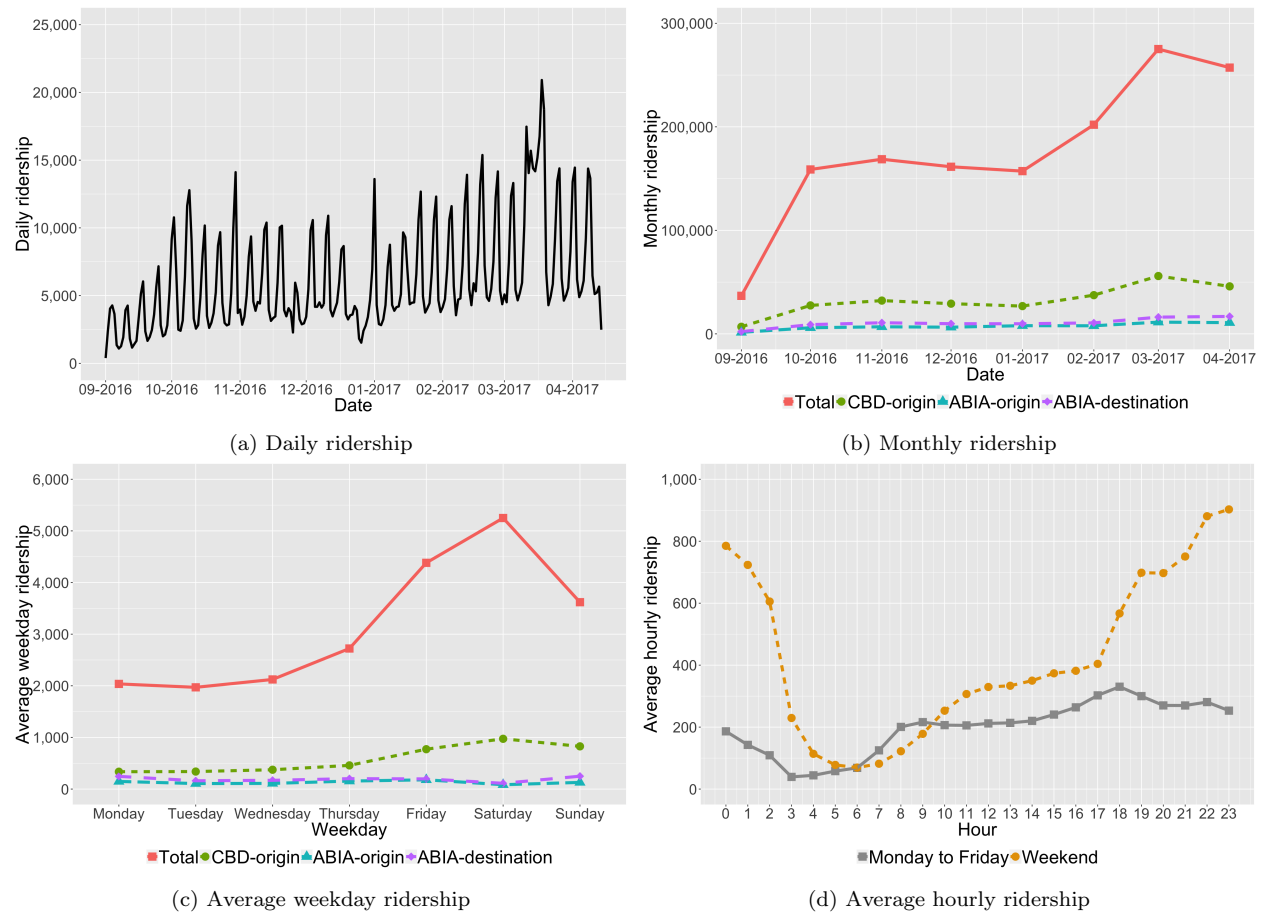 25,000
20,000
15,000
10,000
5,000
0
Daily ridership
09-2016 10-2016 11-2016 12-2016 01-2017 02-2017 03-2017 04-2017
Date
(a) Daily ridership
300,000
200,000
100,000
0
Monthly ridership
09-2016 10-2016 11-2016 12-2016 01-2017 02-2017 03-2017 04-2017
Date
Total CBD-origin ABIA-origin ABIA-destination
(b) Monthly ridership
6,000
5,000
4,000
3,000
2,000
1,000
0
Average weekday ridership
Monday Tuesday Wednesday Thursday Friday Saturday Sunday
Weekday
Total CBD-origin ABIA-origin ABIA-destination
(c) Average weekday ridership
1,000
800
600
400
200
0
Average hourly ridership
0 1 2 3 4 5 6 7 8 9 10 11 12 13 14 15 16 17 18 19 20 21 22 23
Hour
Monday to Friday Weekend
(d) Average hourly ridership